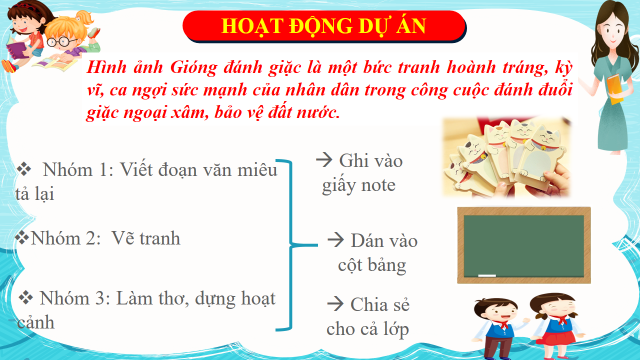 HOẠT ĐỘNG DỰ ÁN
Hình ảnh Gióng đánh giặc là một bức tranh hoành tráng, kỳ
vĩ, ca ngợi sức mạnh của nhân dân trong công cuộc đánh đuổi
giặc ngoại xâm, bảo vệ đất nước.
❖ Nhóm 1: Viết đoạn văn miêu
tả lại
❖Nhóm 2: Vẽ tranh
❖ Nhóm 3: Làm thơ, dựng hoạt
cảnh
→ Ghi vào
giấy note
→ Dán vào
cột bảng
→ Chia sẻ
cho cả lớp